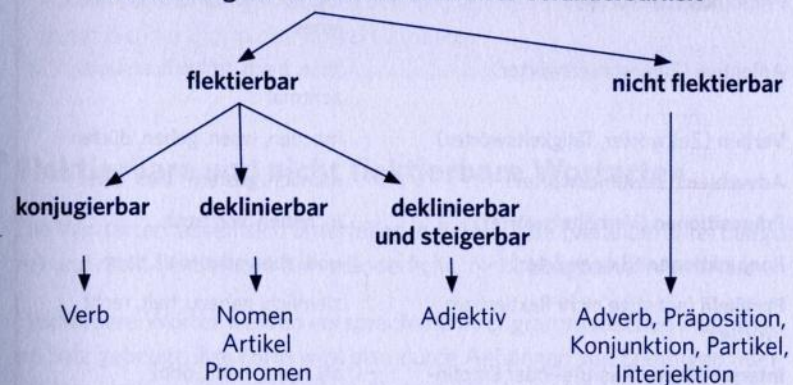 flektierbar
nicht flektierbar
konjugierbar
deklinierbar
deklinierbar
und steigerbar
Verb
Nomen
Artikel
Pronomen
Adjektiv
Adverb, Präposition,
Konjunktion, Partikel,
Interjektion